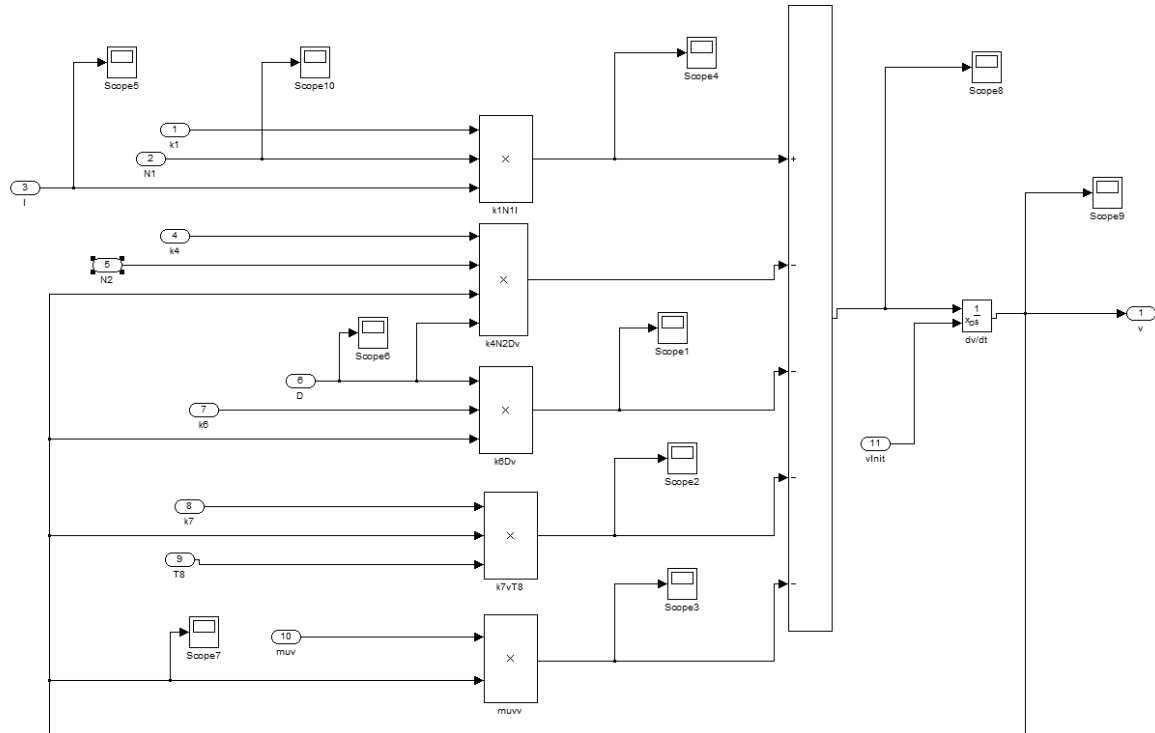 Scope5
Scope10
Scope4
Scope8
1
k1
2
N1
3
I
×
k1N1I
+
Scope9
4
k4
5
N2
×
k4N2Dv
−
1
s
xo
dv/dt
1
v
Scope6
Scope1
6
D
7
k6
×
k6Dv
−
11
vInit
Scope2
8
k7
9
T8
×
k7vT8
−
Scope3
Scope7
10
muv
×
muvv
−